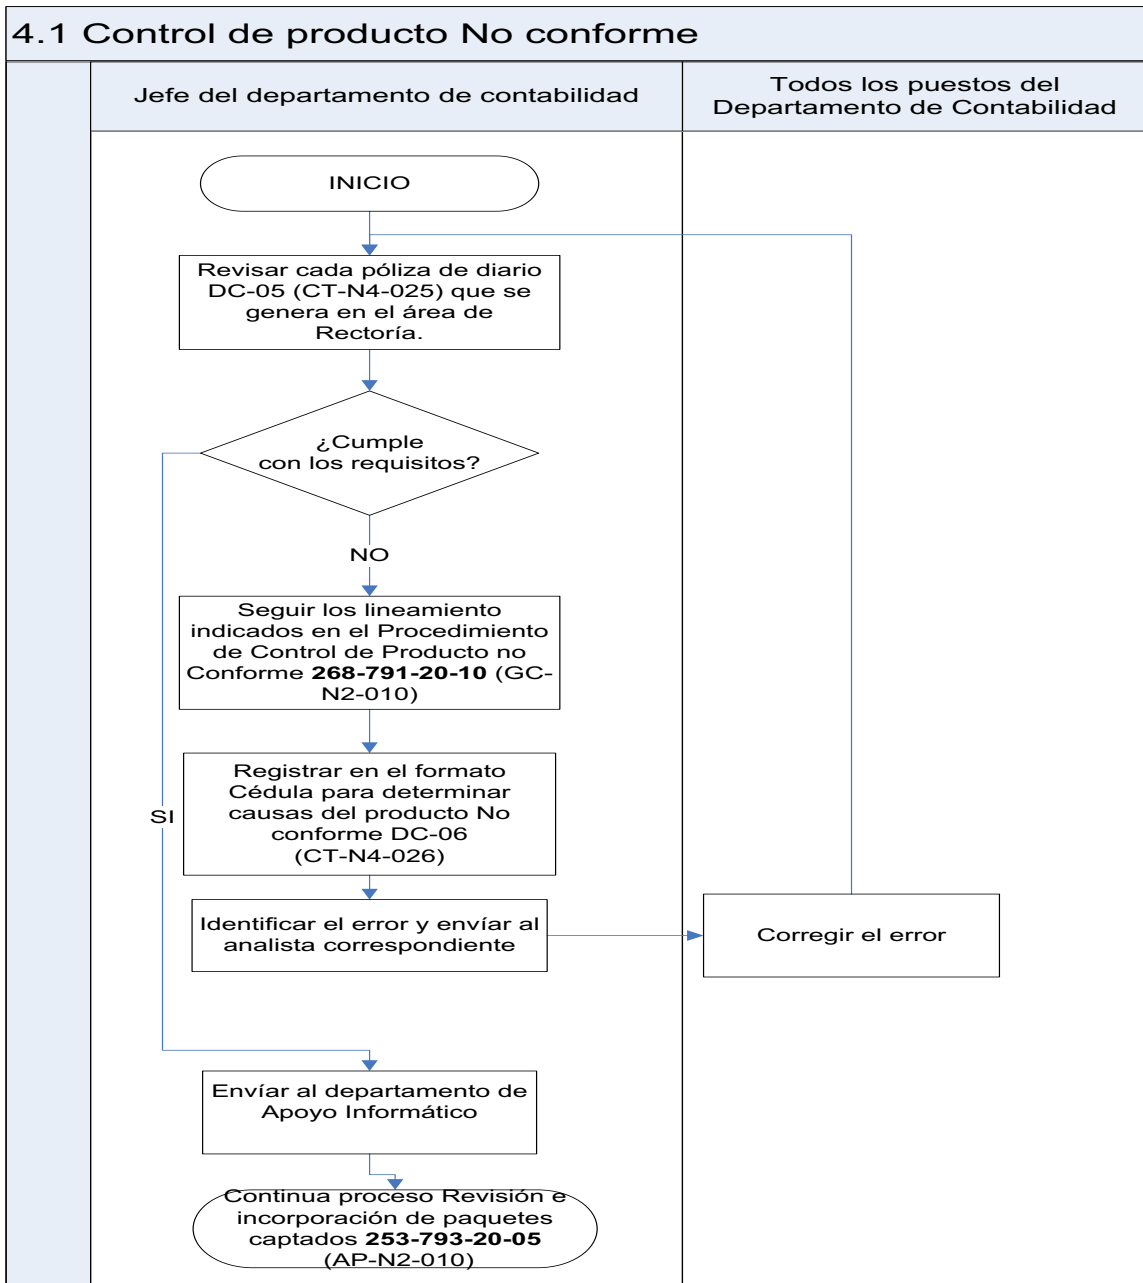 4.1 Control de producto No conforme
Jefe del departamento de contabilidad
Todos los puestos del
Departamento de Contabilidad
INICIO
Revisar cada póliza de diario
DC-05 (CT-N4-025) que se
genera en el área de
Rectoría.
¿Cumple
con los requisitos?
NO
Seguir los lineamiento
indicados en el Procedimiento
de Control de Producto no
Conforme 268-791-20-10 (GC-
N2-010)
Registrar en el formato
Cédula para determinar
causas del producto No
conforme DC-06
(CT-N4-026)
SI
Identificar el error y envíar al
analista correspondiente
Corregir el error
Envíar al departamento de
Apoyo Informático
Continua proceso Revisión e
incorporación de paquetes
captados 253-793-20-05
(AP-N2-010)